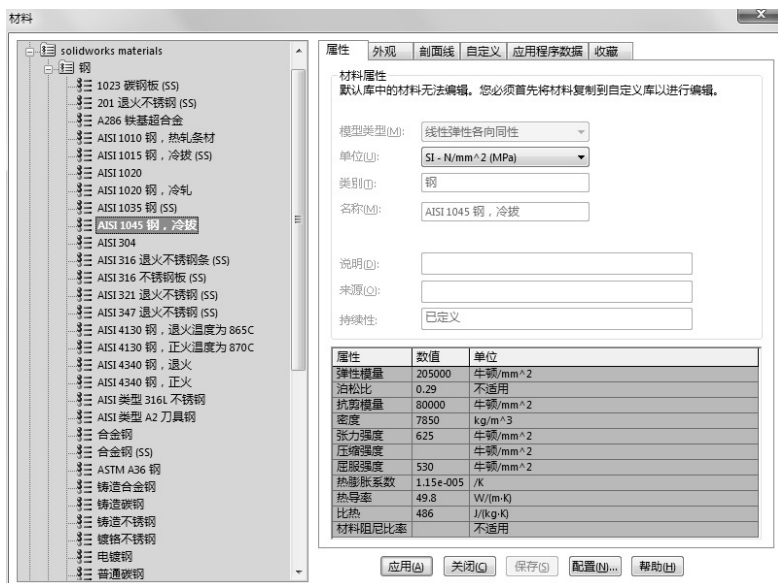 材料
solidworks materials
钢
1023 碳钢板 (SS)
201 退火不锈钢 (SS)
A286 铁基超合金
AISI 1010 钢，热轧条材
AISI 1015 钢，冷拔 (SS)
AISI 1020
AISI 1020 钢，冷轧
AISI 1035 钢 (SS)
AISI 1045 钢，冷拔
AISI 304
AISI 316 退火不锈钢条 (SS)
AISI 316 不锈钢板 (SS)
AISI 321 退火不锈钢 (SS)
AISI 347 退火不锈钢 (SS)
AISI 4130 钢，退火温度为 865C
AISI 4130 钢，正火温度为 870C
AISI 4340 钢，退火
AISI 4340 钢，正火
AISI 类型 316L 不锈钢
AISI 类型 A2 刀具钢
合金钢
合金钢 (SS)
ASTM A36 钢
铸造合金钢
铸造碳钢
铸造不锈钢
镀铬不锈钢
电镀钢
普通碳钢
属性 外观 剖面线 自定义 应用程序数据 收藏
材料属性
默认库中的材料无法编辑。您必须首先将材料复制到自定义库以进行编辑。
模型类型(M): 线性弹性各向同性
单位(U): SI - N/mm^2 (MPa)
类别(T): 钢
名称(M): AISI 1045 钢，冷拔
说明(D):
来源(O):
持续性: 已定义
属性 数值 单位
弹性模量 205000 牛顿/mm^2
泊松比 0.29 不适用
抗剪模量 80000 牛顿/mm^2
密度 7850 kg/m^3
张力强度 625 牛顿/mm^2
压缩强度 牛顿/mm^2
屈服强度 530 牛顿/mm^2
热膨胀系数 1.15e-005 /K
热导率 49.8 W/(m·K)
比热 486 J/(kg·K)
材料阻尼比率 不适用
应用(A) 关闭(C) 保存(S) 配置(N)... 帮助(H)